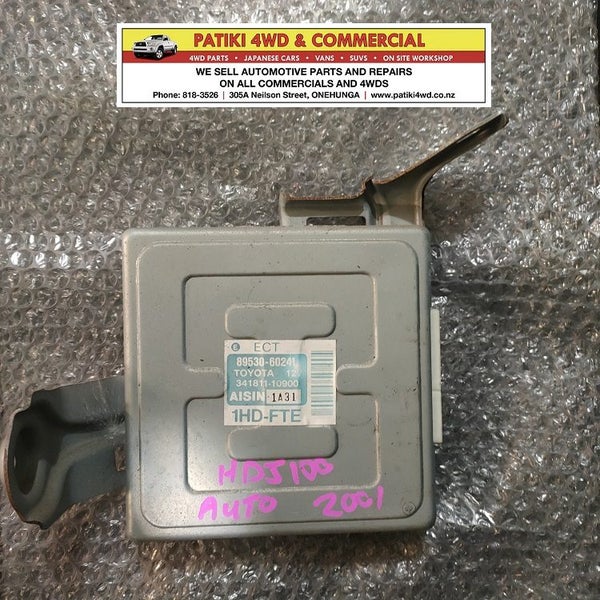 PATIKI 4WD & COMMERCIAL
4WD PARTS • JAPANESE CARS • VANS • SUVS • ON SITE WORKSHOP
WE SELL AUTOMOTIVE PARTS AND REPAIRS
ON ALL COMMERCIALS AND 4WDS
Phone: 818-3526 | 305A Neilson Street, ONEHUNGA | www.patiki4wd.co.nz
ECT
89530-60241
TOYOTA 12V
341811-10900
AISIN 1A31
1HD-FTE
HDJ100
AUTO 2001